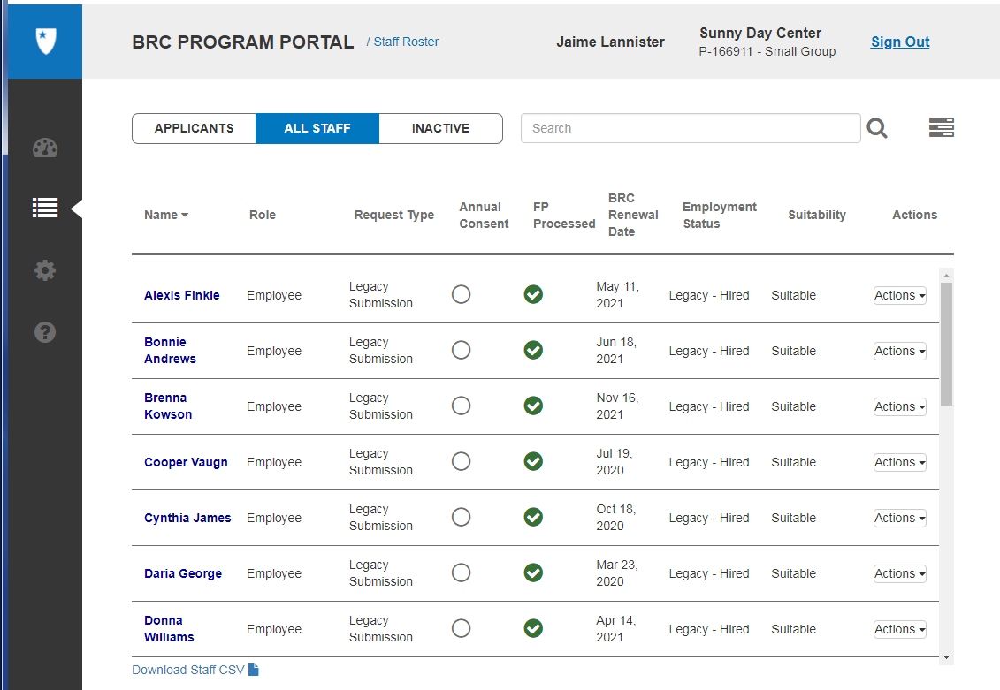 BRC PROGRAM PORTAL / Staff Roster
Jaime Lannister
Sunny Day Center
P-166911 - Small Group
Sign Out
APPLICANTS
ALL STAFF
INACTIVE
Search
Name
Role
Request Type
Annual
Consent
FP
Processed
BRC
Renewal
Date
Employment
Status
Suitability
Actions
Alexis Finkle
Employee
Legacy
Submission
May 11,
2021
Legacy - Hired
Suitable
Actions
Bonnie
Andrews
Employee
Legacy
Submission
Jun 18,
2021
Legacy - Hired
Suitable
Actions
Brenna
Kowson
Employee
Legacy
Submission
Nov 16,
2021
Legacy - Hired
Suitable
Actions
Cooper Vaugn
Employee
Legacy
Submission
Jul 19,
2020
Legacy - Hired
Suitable
Actions
Cynthia James
Employee
Legacy
Submission
Oct 18,
2020
Legacy - Hired
Suitable
Actions
Daria George
Employee
Legacy
Submission
Mar 23,
2020
Legacy - Hired
Suitable
Actions
Donna
Williams
Employee
Legacy
Submission
Apr 14,
2021
Legacy - Hired
Suitable
Actions
Download Staff CSV